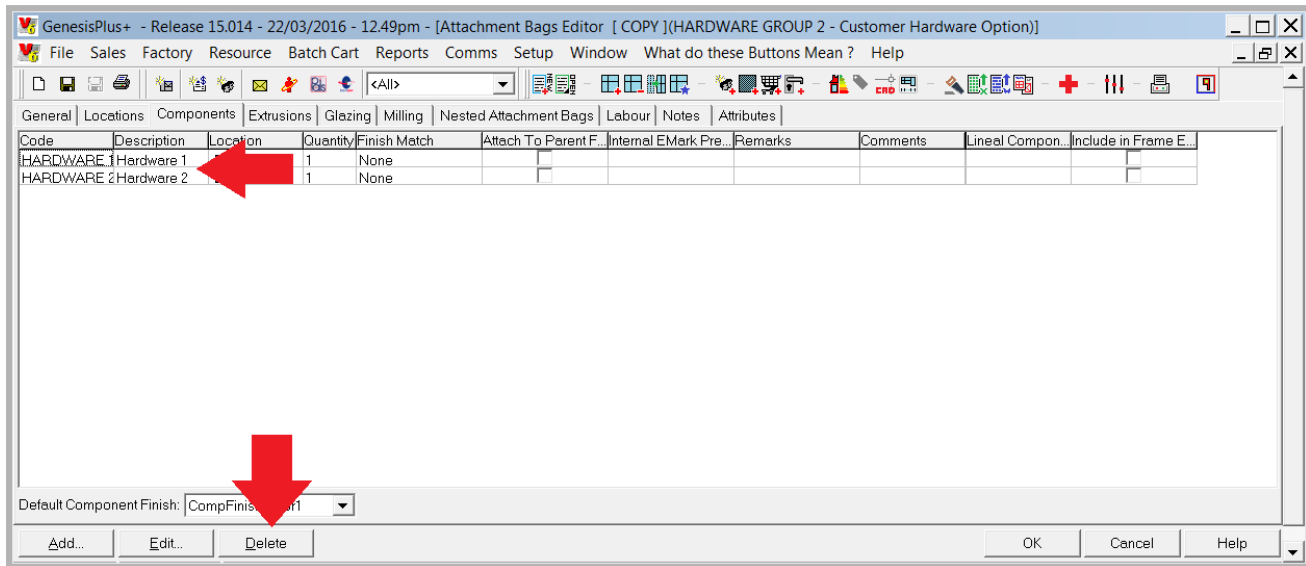 GenesisPlus+ - Release 15.014 - 22/03/2016 - 12.49pm - [Attachment Bags Editor [ COPY ](HARDWARE GROUP 2 - Customer Hardware Option)]
File Sales Factory Resource Batch Cart Reports Comms Setup Window What do these Buttons Mean ? Help
<All>
General Locations Components Extrusions Glazing Milling Nested Attachment Bags Labour Notes Attributes
Code Description Location Quantity Finish Match Attach To Parent F... Internal EMark Pre... Remarks Comments Lineal Compon... Include in Frame E...
HARDWARE 1 Hardware 1 1 None
HARDWARE 2 Hardware 2 1 None
Default Component Finish:
Add... Edit... Delete OK Cancel Help